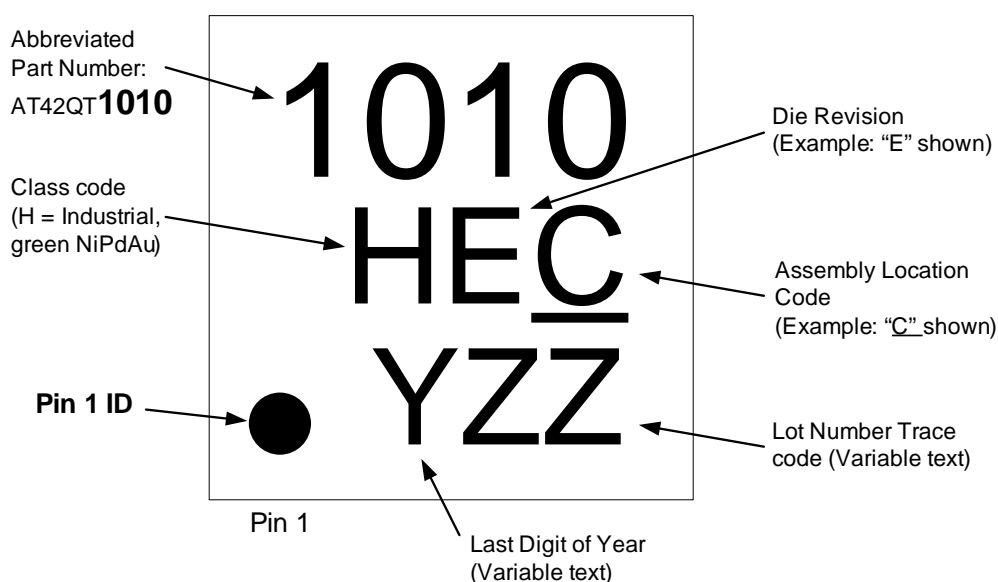 Abbreviated
Part Number:
AT42QT1010
1010
Die Revision
(Example: “E” shown)
Class code
(H = Industrial,
green NiPdAu)
HEC
Assembly Location
Code
(Example: “C” shown)
Pin 1 ID
YZZ
Lot Number Trace
code (Variable text)
Pin 1
Last Digit of Year
(Variable text)